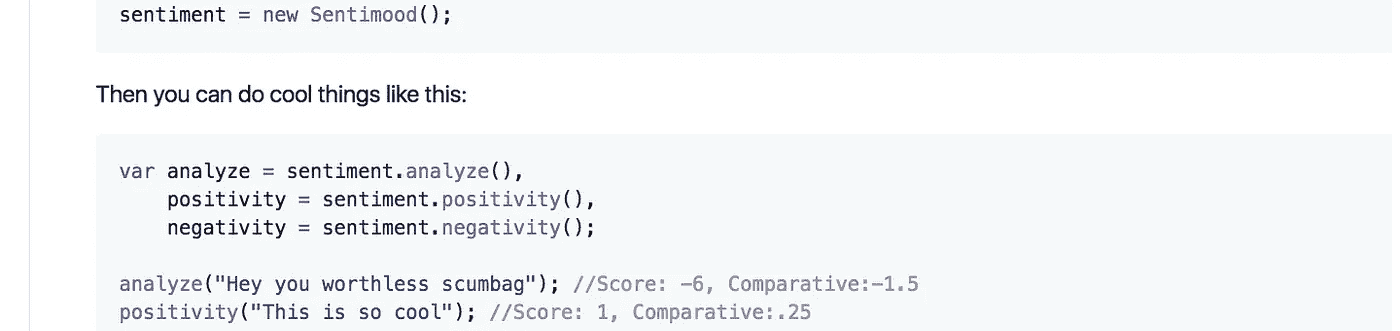 sentiment = new Sentimood();
Then you can do cool things like this:
var analyze = sentiment.analyze(),
    positivity = sentiment.positivity(),
    negativity = sentiment.negativity();
analyze("Hey you worthless scumbag"); //Score: -6, Comparative:-1.5
positivity("This is so cool"); //Score: 1, Comparative:.25